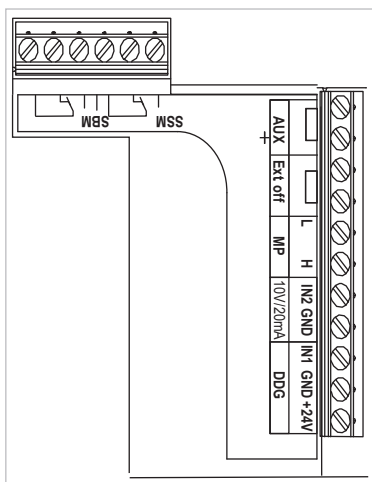 SBM SSM
AUX
+
Ext off
L
MP
H
10V/20mA
IN2 GND
DDG
IN1 GND +24V